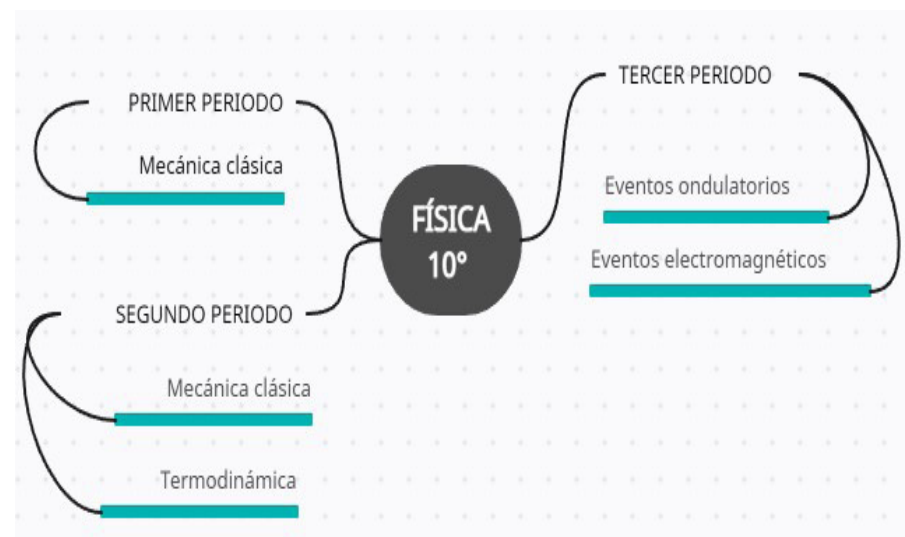 PRIMER PERIODO
Mecánica clásica
SEGUNDO PERIODO
Mecánica clásica
Termodinámica
FÍSICA
10°
TERCER PERIODO
Eventos ondulatorios
Eventos electromagnéticos